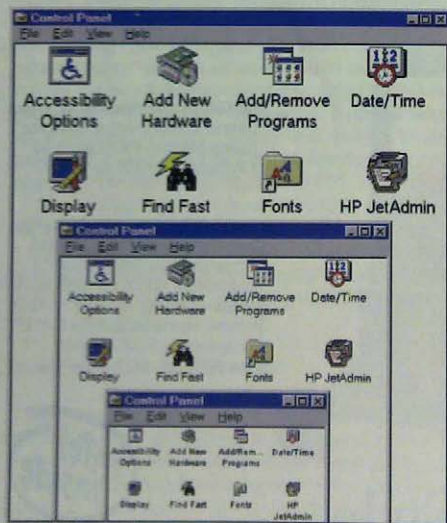 Control Panel
File Edit View Help
Accessibility Options Add New Hardware Add/Remove Programs Date/Time
Display Find Fast Fonts HP JetAdmin
Control Panel
File Edit View Help
Accessibility Options Add New Hardware Add/Remove Programs Date/Time
Display Find Fast Fonts HP JetAdmin
Control Panel
File Edit View Help
Accessibility Options Add New Hardware Add/Rem... Programs Date/Time
Display Find Fast Fonts HP JetAdmin